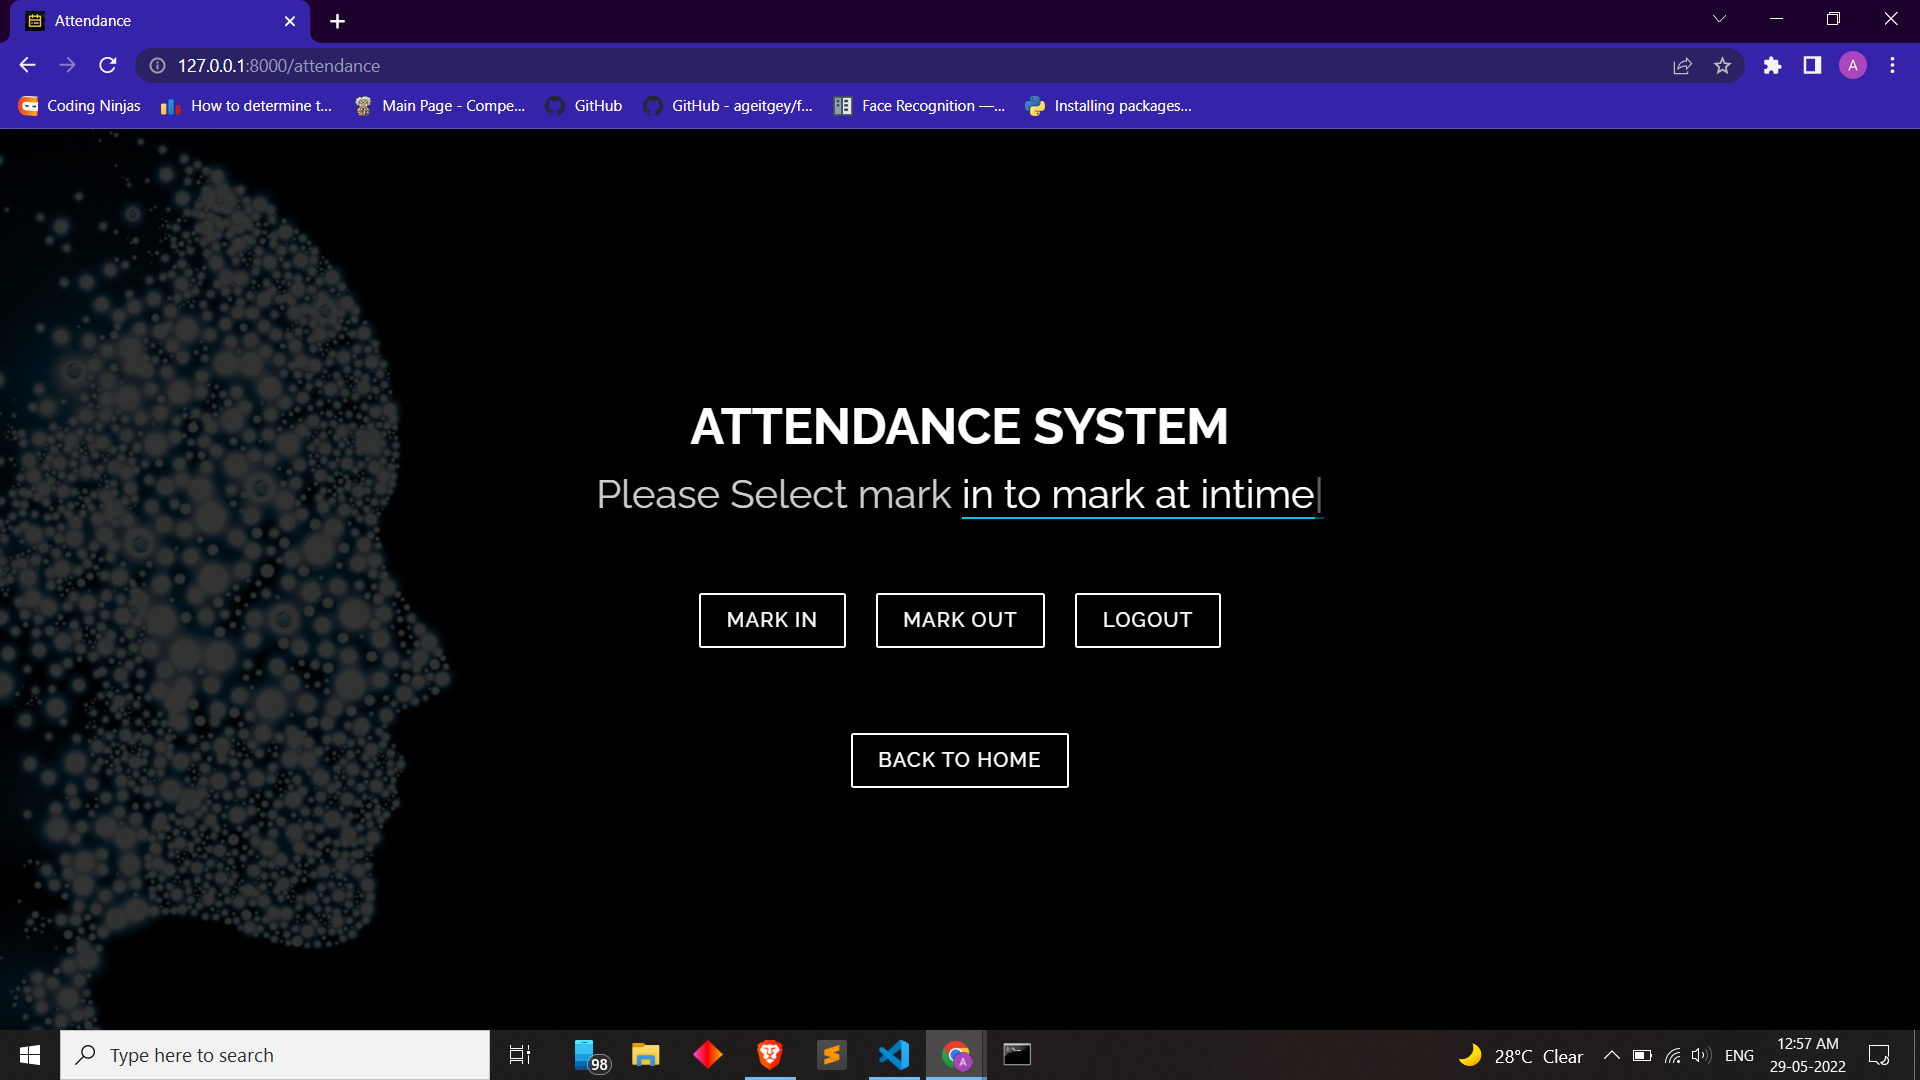 Attendance
127.0.0.1:8000/attendance
A
Coding Ninjas
How to determine t...
Main Page - Compe...
GitHub
GitHub - ageitgey/f...
Face Recognition —...
Installing packages...
ATTENDANCE SYSTEM
Please Select mark in to mark at intime|
MARK IN
MARK OUT
LOGOUT
BACK TO HOME
Type here to search
98
A
28°C Clear
ENG
12:57 AM
29-05-2022